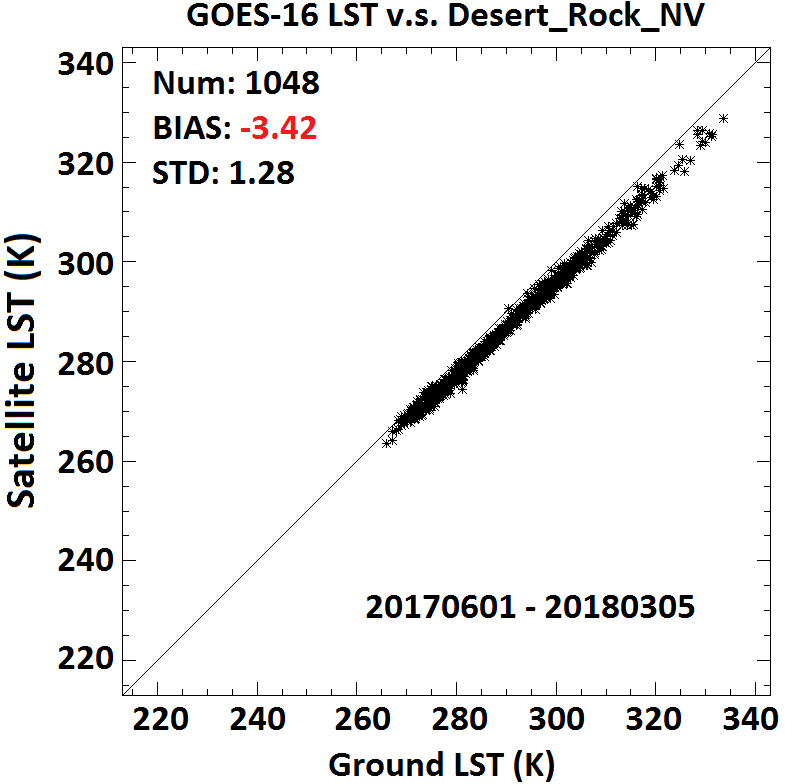 GOES-16 LST v.s. Desert_Rock_NV
Num: 1048
BIAS: -3.42
STD: 1.28
340
320
300
280
260
240
220
Satellite LST (K)
20170601 - 20180305
220 240 260 280 300 320 340
Ground LST (K)